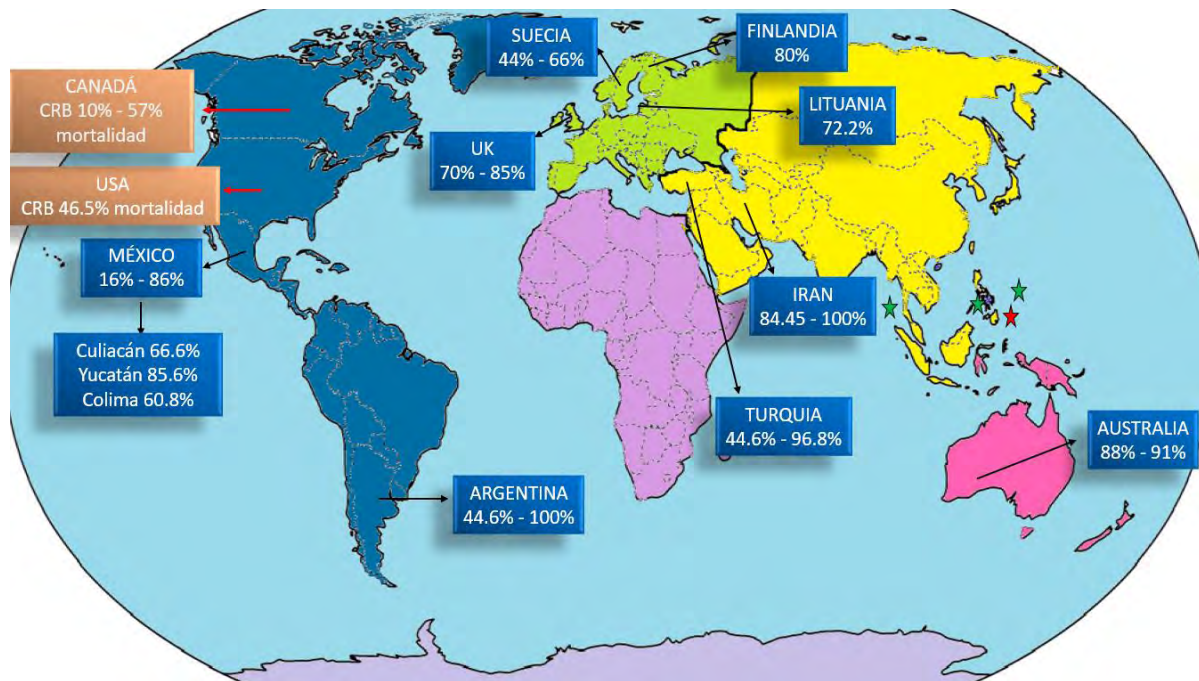 SUECIA
44% - 66%
FINLANDIA
80%
CANADÁ
CRB 10% - 57%
mortalidad
LITUANIA
72.2%
UK
70% - 85%
USA
CRB 46.5% mortalidad
MÉXICO
16% - 86%
IRAN
84.45 - 100%
Culiacán 66.6%
Yucatán 85.6%
Colima 60.8%
TURQUIA
44.6% - 96.8%
AUSTRALIA
88% - 91%
ARGENTINA
44.6% - 100%